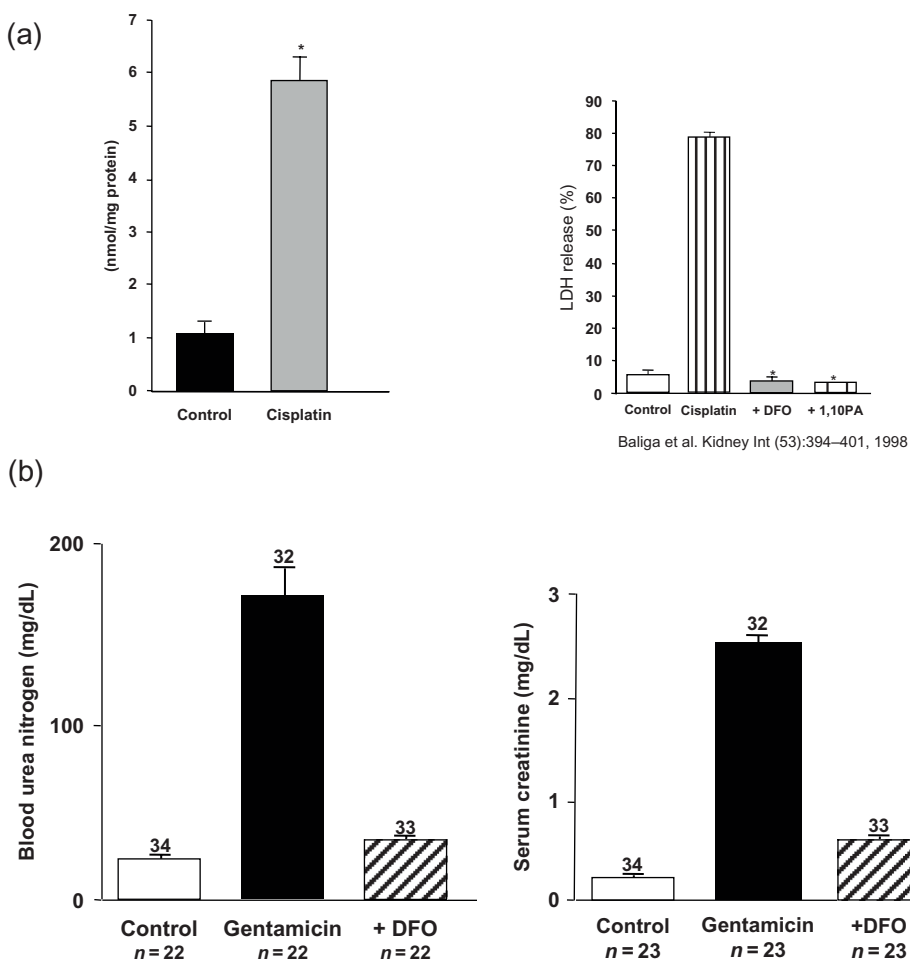 (a)
7
6
5
4
3
2
1
0
(nmol/mg protein)
*
Control Cisplatin
90
80
70
60
50
40
30
20
10
0
LDH release (%)
* *
Control Cisplatin + DFO + 1,10PA
Baliga et al. Kidney Int (53):394–401, 1998
(b)
200
100
0
Blood urea nitrogen (mg/dL)
34 32 33
Control Gentamicin + DFO
n = 22 n = 22 n = 22
3
2
1
0
Serum creatinine (mg/dL)
34 32 33
Control Gentamicin +DFO
n = 23 n = 23 n = 23